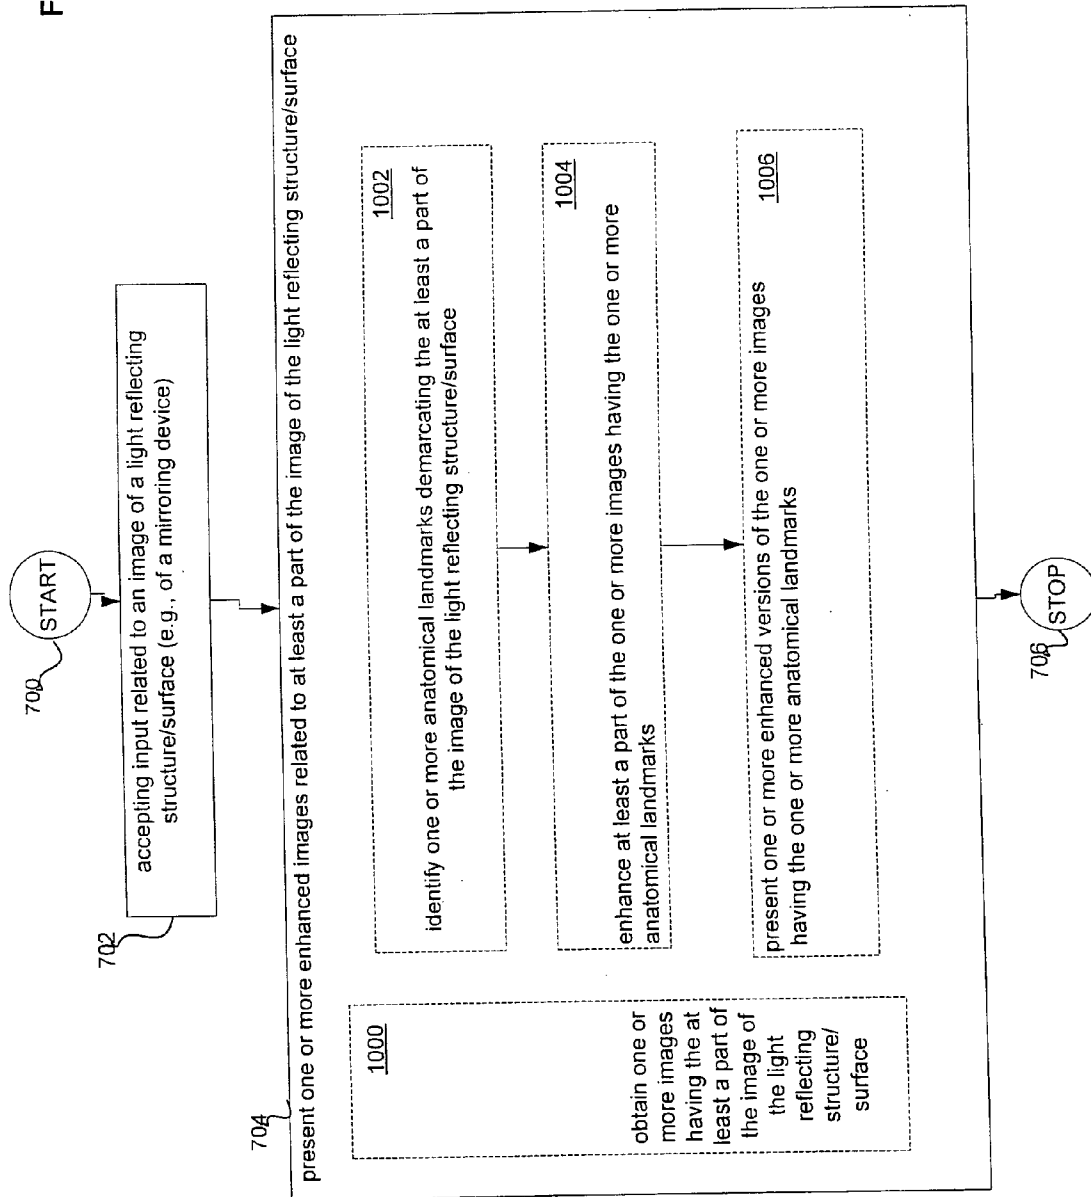 F
START
700
accepting input related to an image of a light reflecting
structure/surface (e.g., of a mirroring device)
702
704
present one or more enhanced images related to at least a part of the image of the light reflecting structure/surface
1000
obtain one or
more images
having the at
least a part of
the image of
the light
reflecting
structure/
surface
1002
identify one or more anatomical landmarks demarcating the at least a part of
the image of the light reflecting structure/surface
1004
enhance at least a part of the one or more images having the one or more
anatomical landmarks
1006
present one or more enhanced versions of the one or more images
having the one or more anatomical landmarks
706
STOP